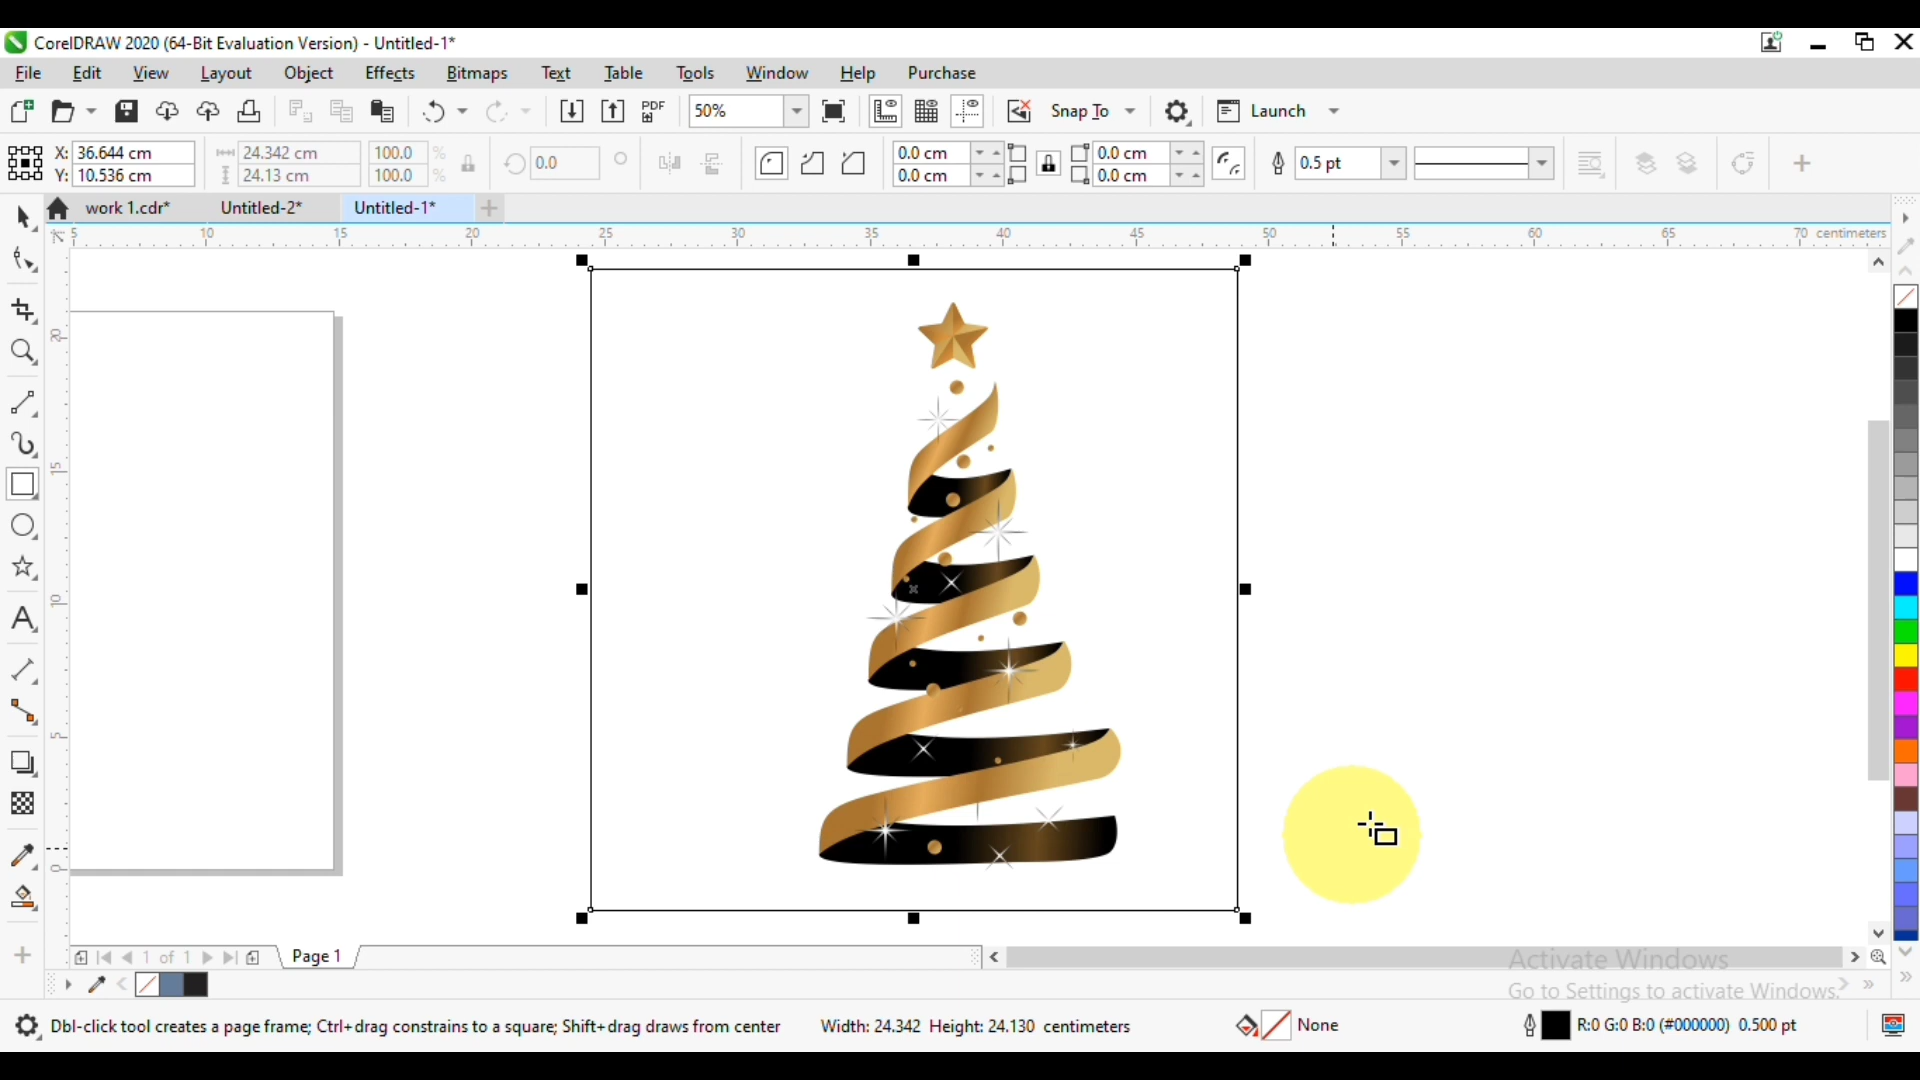 CorelDRAW 2020 (64-Bit Evaluation Version) - Untitled-1*
File Edit View Layout Object Effects Bitmaps Text Table Tools Window Help Purchase
PDF 50% Snap To Launch
X: 36.644 cm 24.342 cm 100.0 % 0.0 0.0 cm 0.0 cm 0.5 pt
Y: 10.536 cm 24.13 cm 100.0 % 0.0 cm 0.0 cm
work 1.cdr* Untitled-2* Untitled-1*
5 10 15 20 25 30 35 40 45 50 55 60 65 70 centimeters
20
15
10
5
0
1 of 1 Page 1
Activate Windows
Go to Settings to activate Windows.
Dbl-click tool creates a page frame; Ctrl+drag constrains to a square; Shift+drag draws from center Width: 24.342 Height: 24.130 centimeters None R:0 G:0 B:0 (#000000) 0.500 pt